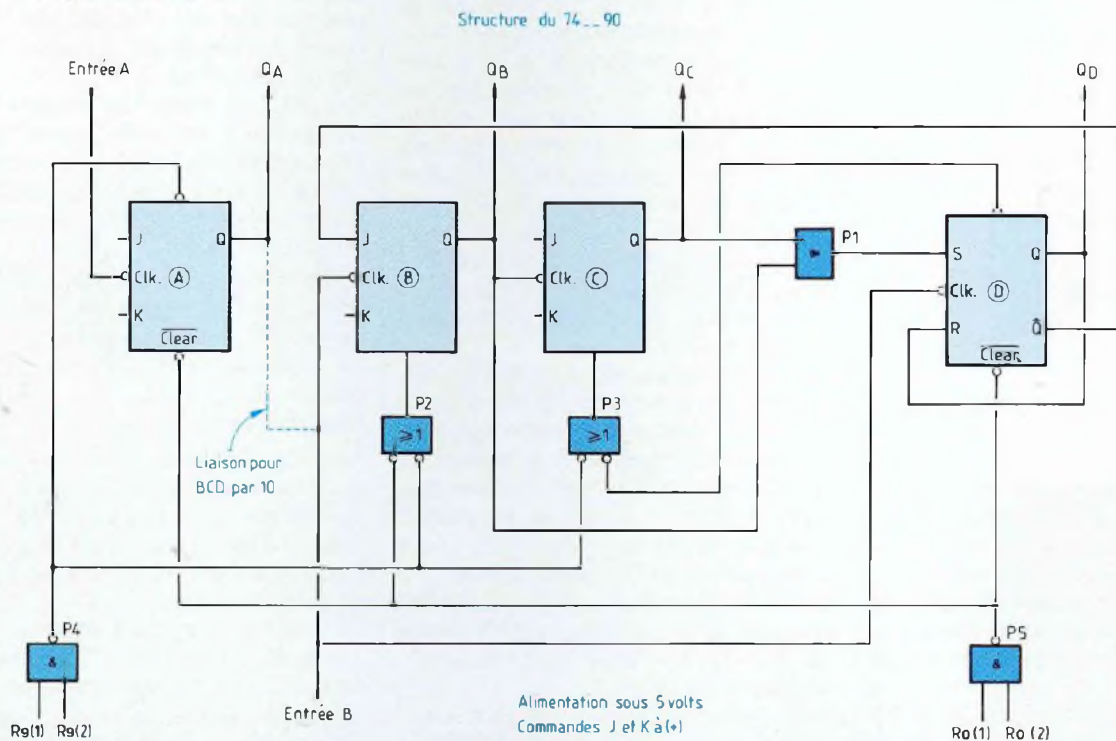 Structure du 74__90
Entrée A
QA
QB
QC
QD
J
Q
Clk. A
K
Clear
J
Q
Clk. B
K
J
Q
Clk. C
K
P1
S
Q
Clk. D
R
Q̄
Clear
P2
≥1
P3
≥1
Liaison pour
BCD par 10
P4
&
P5
&
Entrée B
Alimentation sous 5 volts
Commandes J et K à (+)
R9(1) R9(2)
R0(1) R0(2)